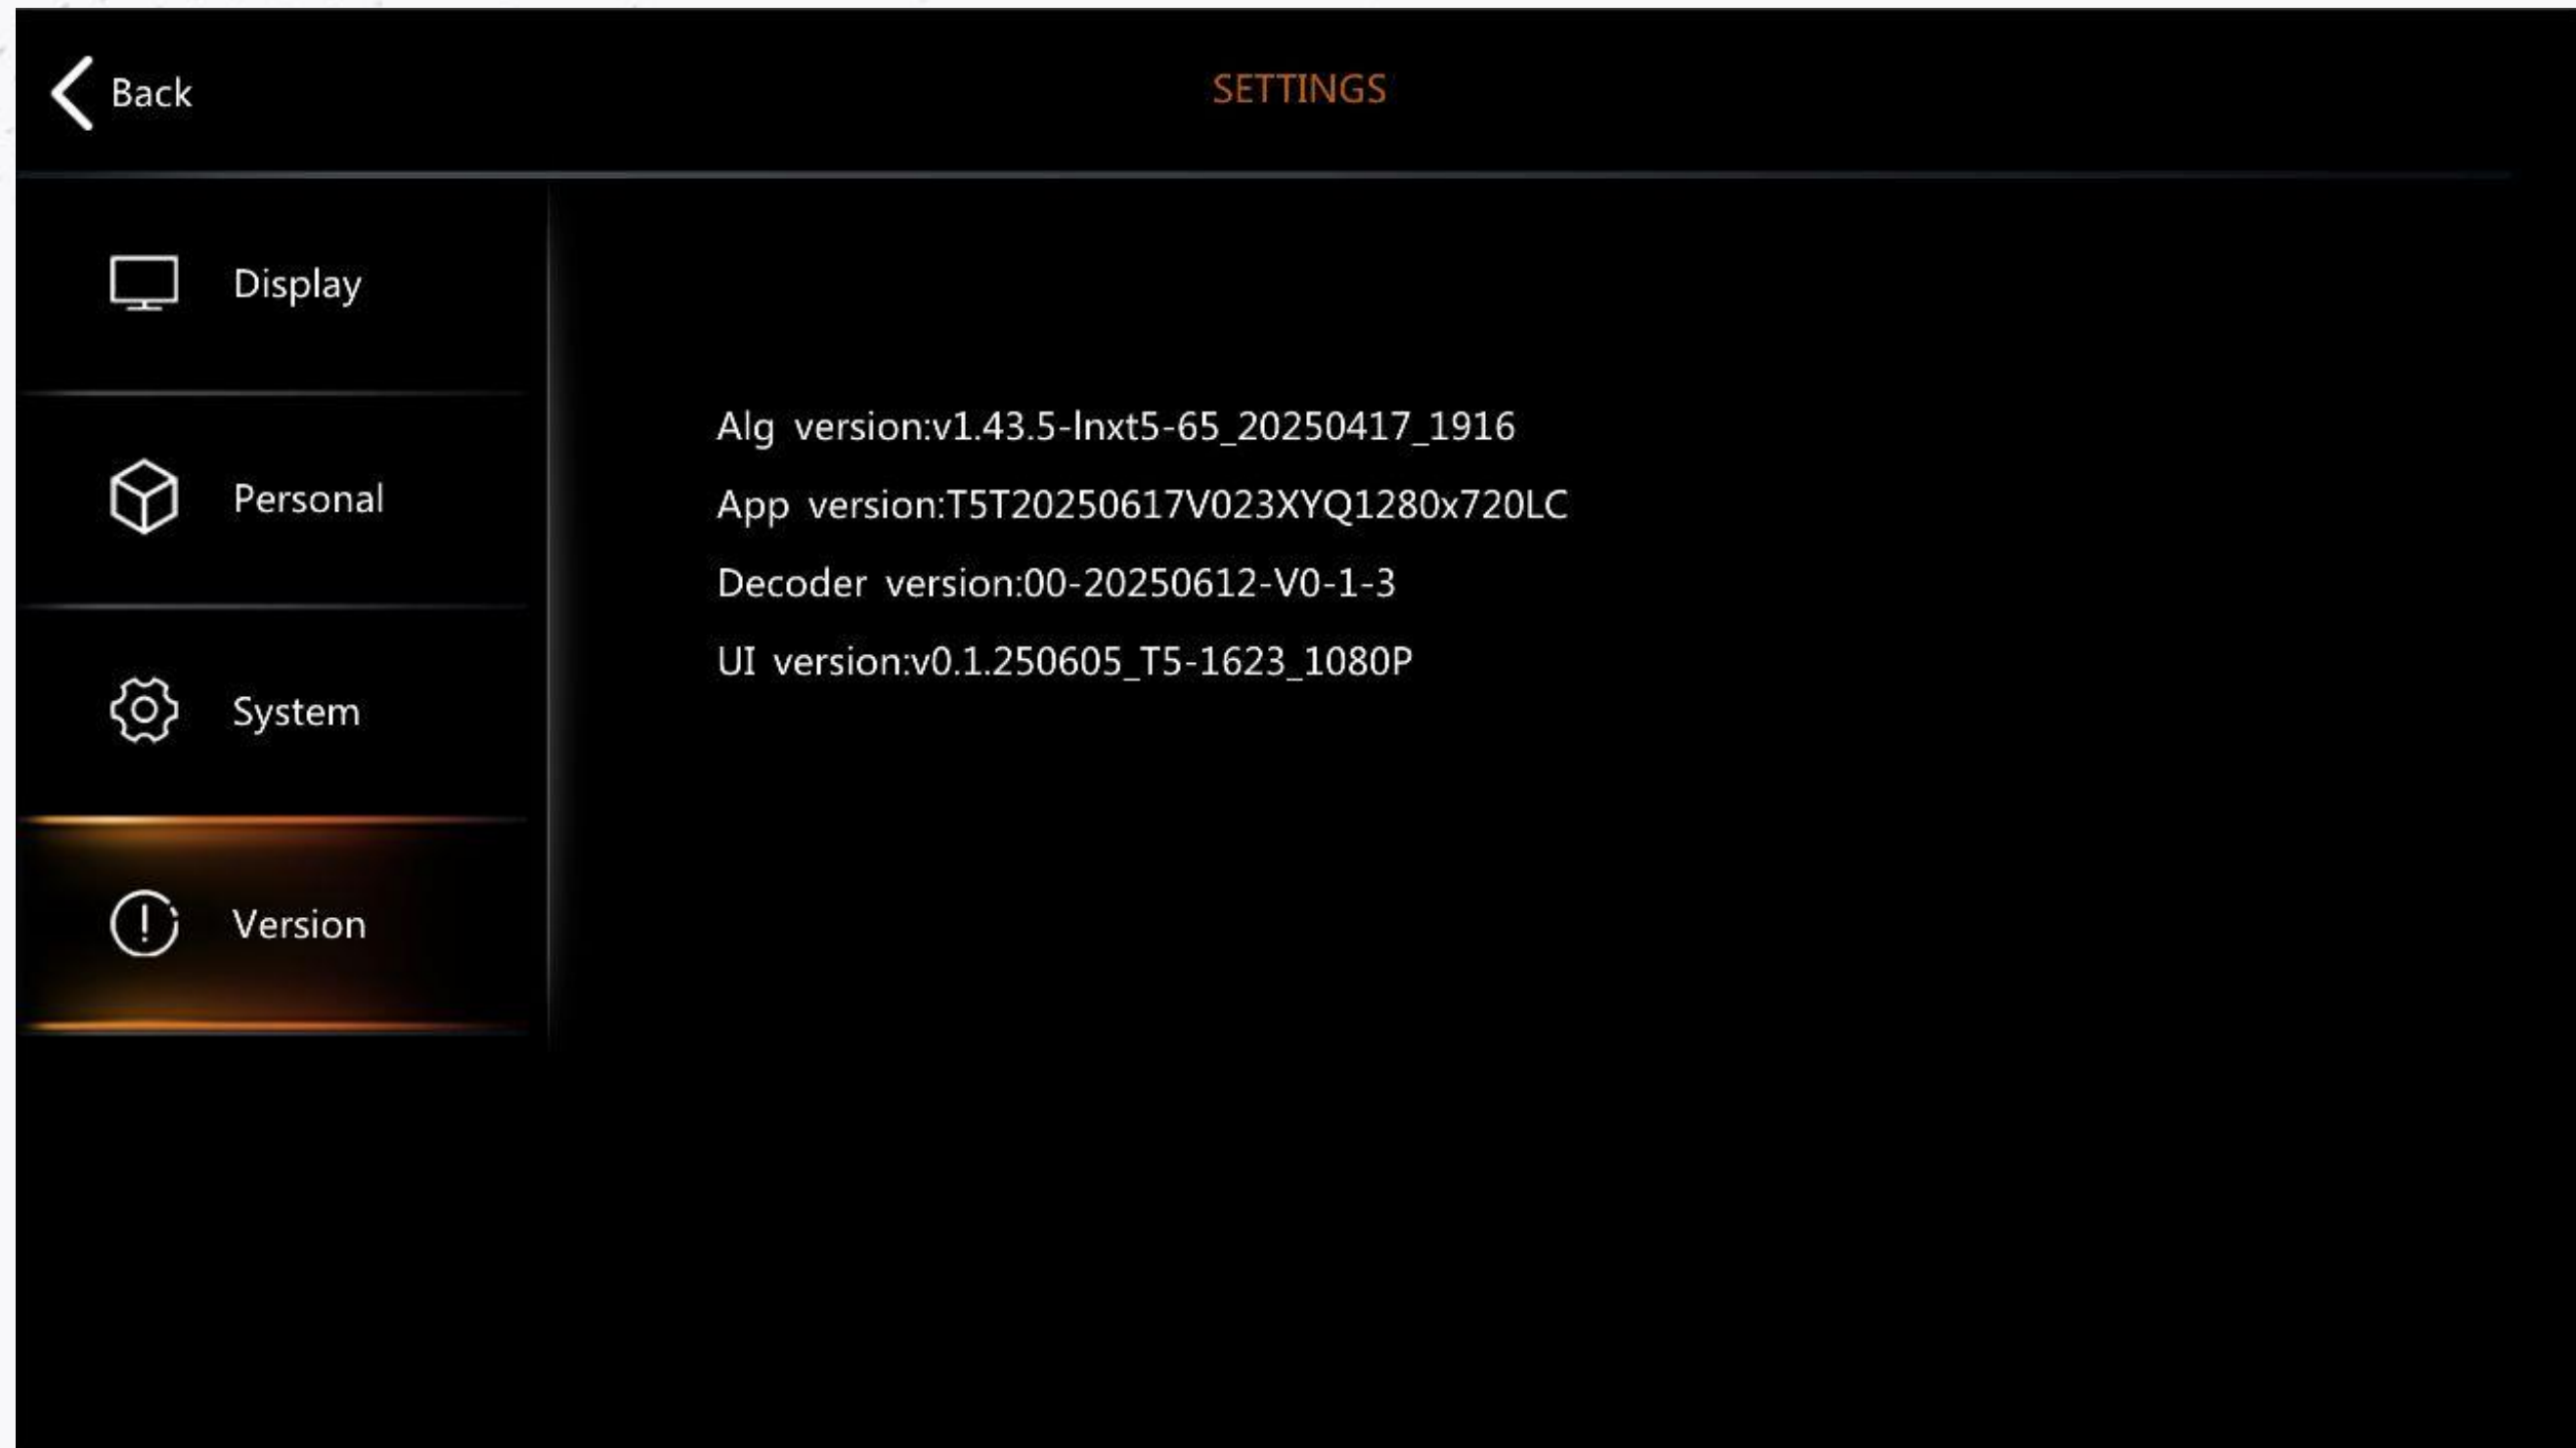 Back
SETTINGS
Display
Personal
System
Version
Alg version:v1.43.5-lnxt5-65_20250417_1916
App version:T5T20250617V023XYQ1280x720LC
Decoder version:00-20250612-V0-1-3
UI version:v0.1.250605_T5-1623_1080P